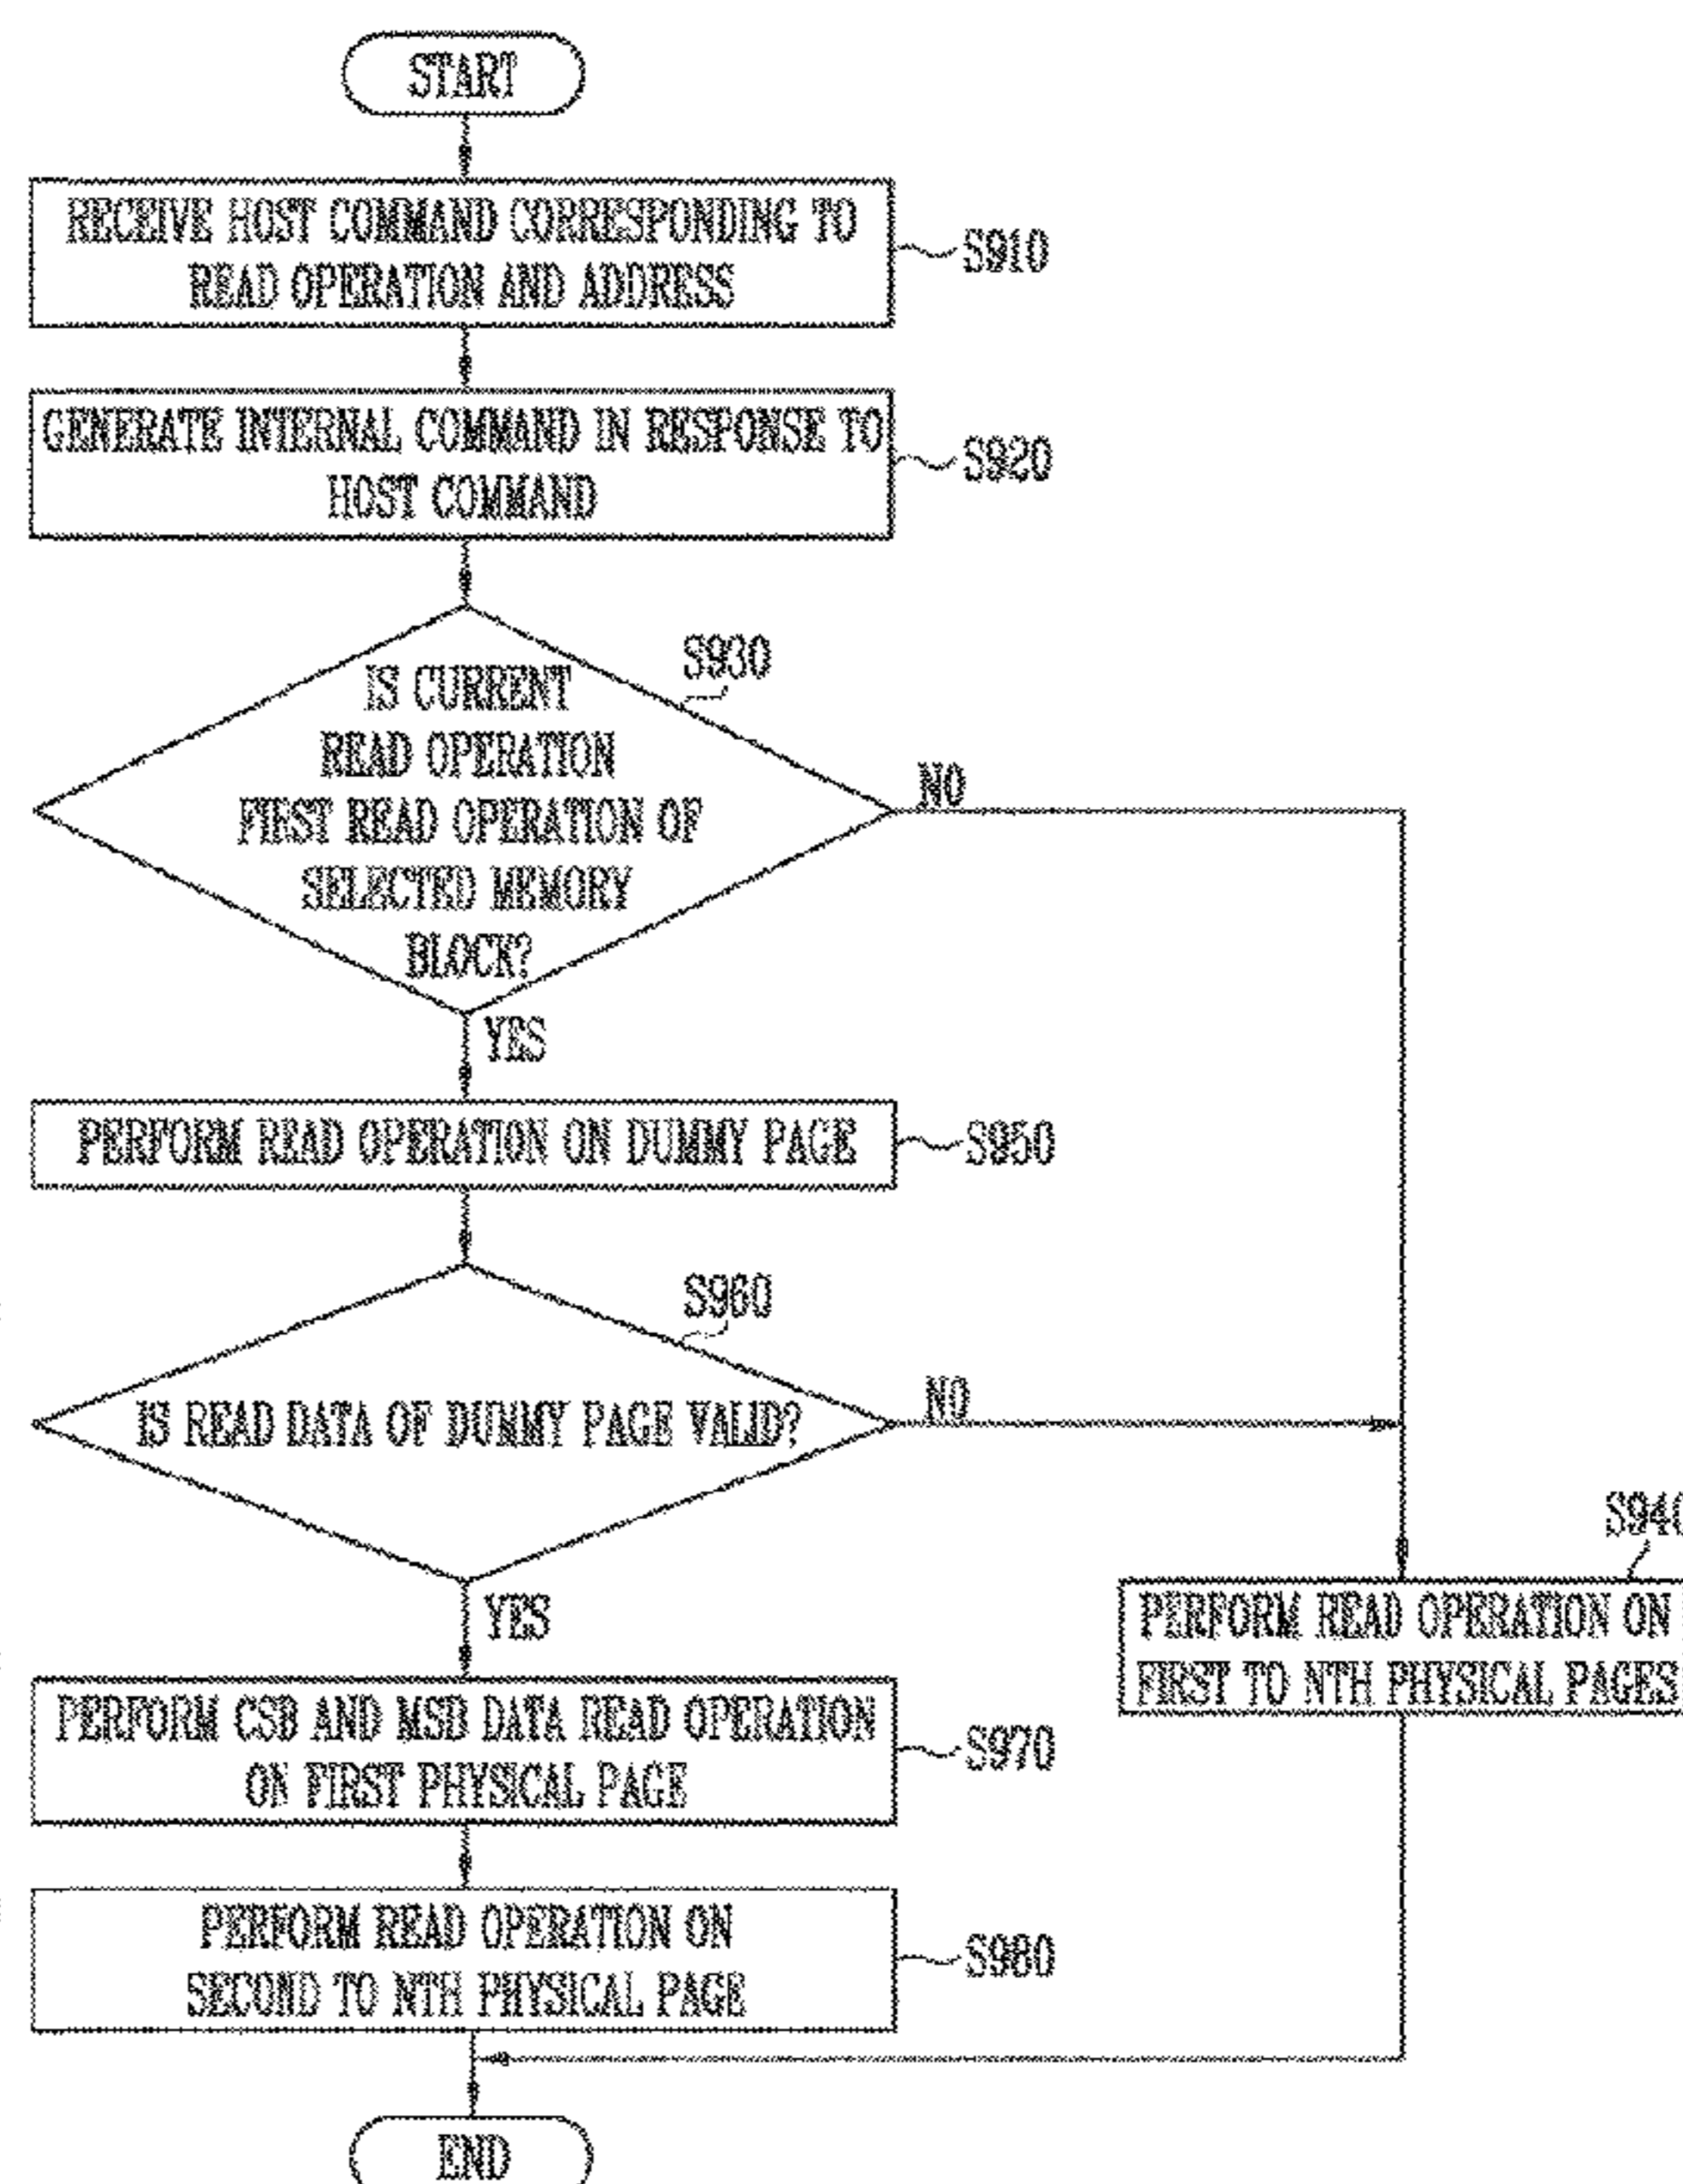 START
RECEIVE HOST COMMAND CORRESPONDING TO
READ OPERATION AND ADDRESS
S910
GENERATE INTERNAL COMMAND IN RESPONSE TO
HOST COMMAND
S920
S930
IS CURRENT
READ OPERATION
FIRST READ OPERATION OF
SELECTED MEMORY
BLOCK?
NO
YES
PERFORM READ OPERATION ON DUMMY PAGE
S950
S960
IS READ DATA OF DUMMY PAGE VALID?
NO
YES
S940
PERFORM READ OPERATION ON
FIRST TO NTH PHYSICAL PAGES
PERFORM CSB AND MSB DATA READ OPERATION
ON FIRST PHYSICAL PAGE
S970
PERFORM READ OPERATION ON
SECOND TO NTH PHYSICAL PAGE
S980
END